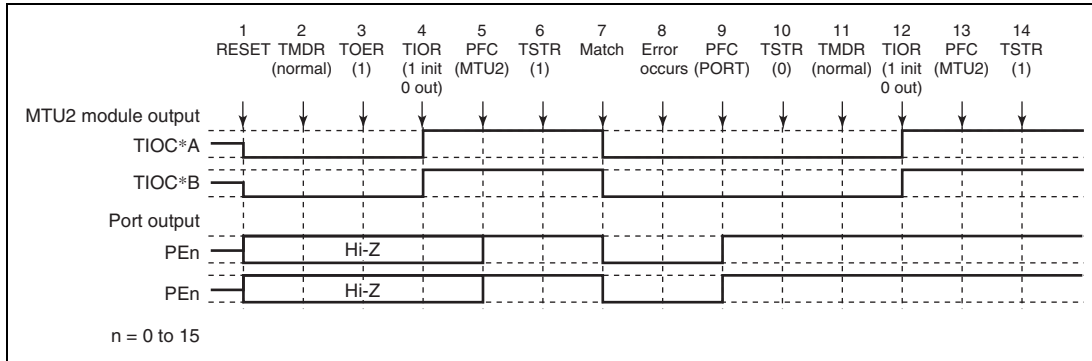 1 2 3 4 5 6 7 8 9 10 11 12 13 14
RESET TMDR TOER TIOR PFC TSTR Match Error PFC TSTR TMDR TIOR PFC TSTR
(normal) (1) (1 init (MTU2) (1) occurs (PORT) (0) (normal) (1 init (MTU2) (1)
0 out) 0 out)
MTU2 module output
TIOC*A
TIOC*B
Port output
PEn Hi-Z
PEn Hi-Z
n = 0 to 15